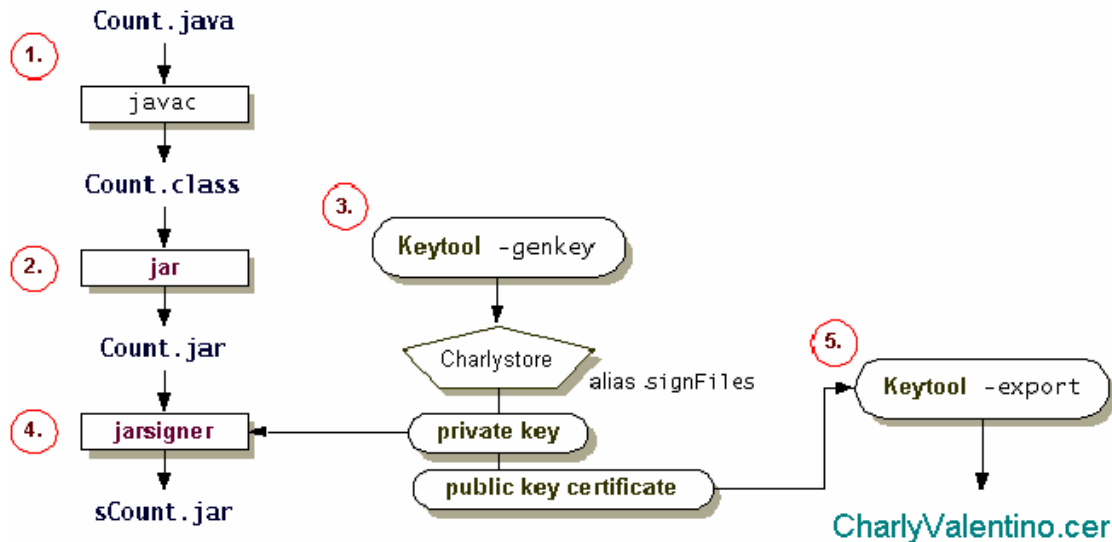 Count.java
1.
javac
Count.class
3.
Keytool -genkey
2.
jar
Count.jar
Charlystore
alias signFiles
5.
Keytool -export
4.
jarsigner
private key
public key certificate
sCount.jar
CharlyValentino.cer